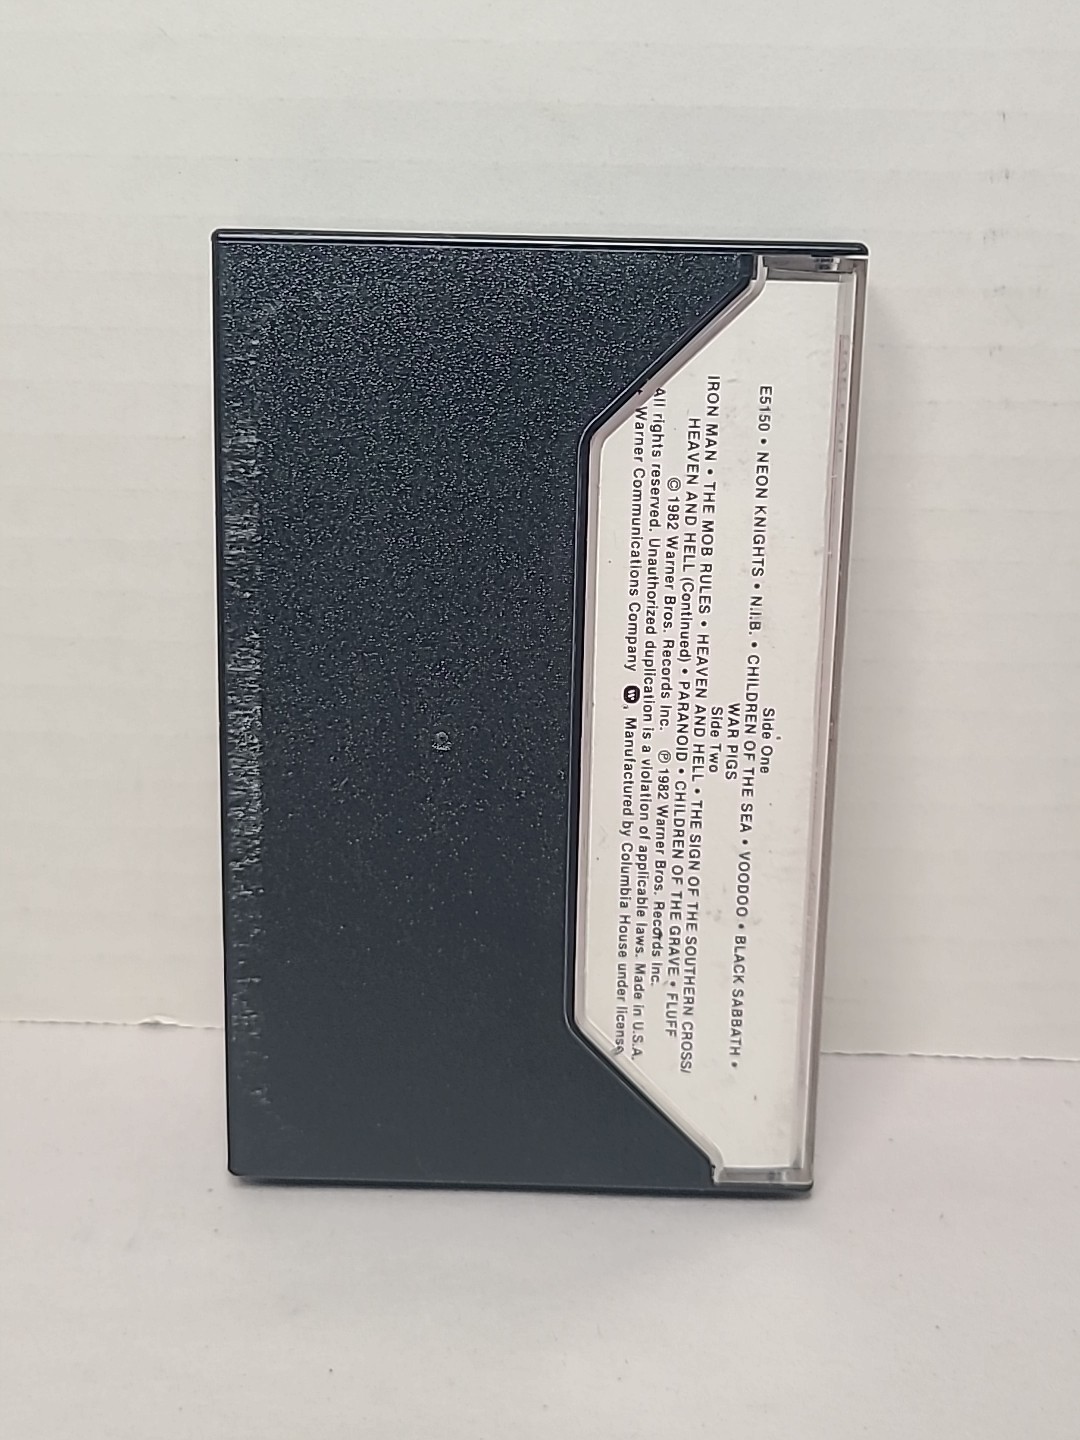 Side One
E5150 • NEON KNIGHTS • N.I.B. • CHILDREN OF THE SEA • VOODOO • BLACK SABBATH •
WAR PIGS
Side Two
IRON MAN • THE MOB RULES • HEAVEN AND HELL • THE SIGN OF THE SOUTHERN CROSS/
HEAVEN AND HELL (Continued) • PARANOID • CHILDREN OF THE GRAVE • FLUFF
© 1982 Warner Bros. Records Inc. ℗ 1982 Warner Bros. Records Inc.
All rights reserved. Unauthorized duplication is a violation of applicable laws. Made in U.S.A.
Warner Communications Company, Manufactured by Columbia House under license